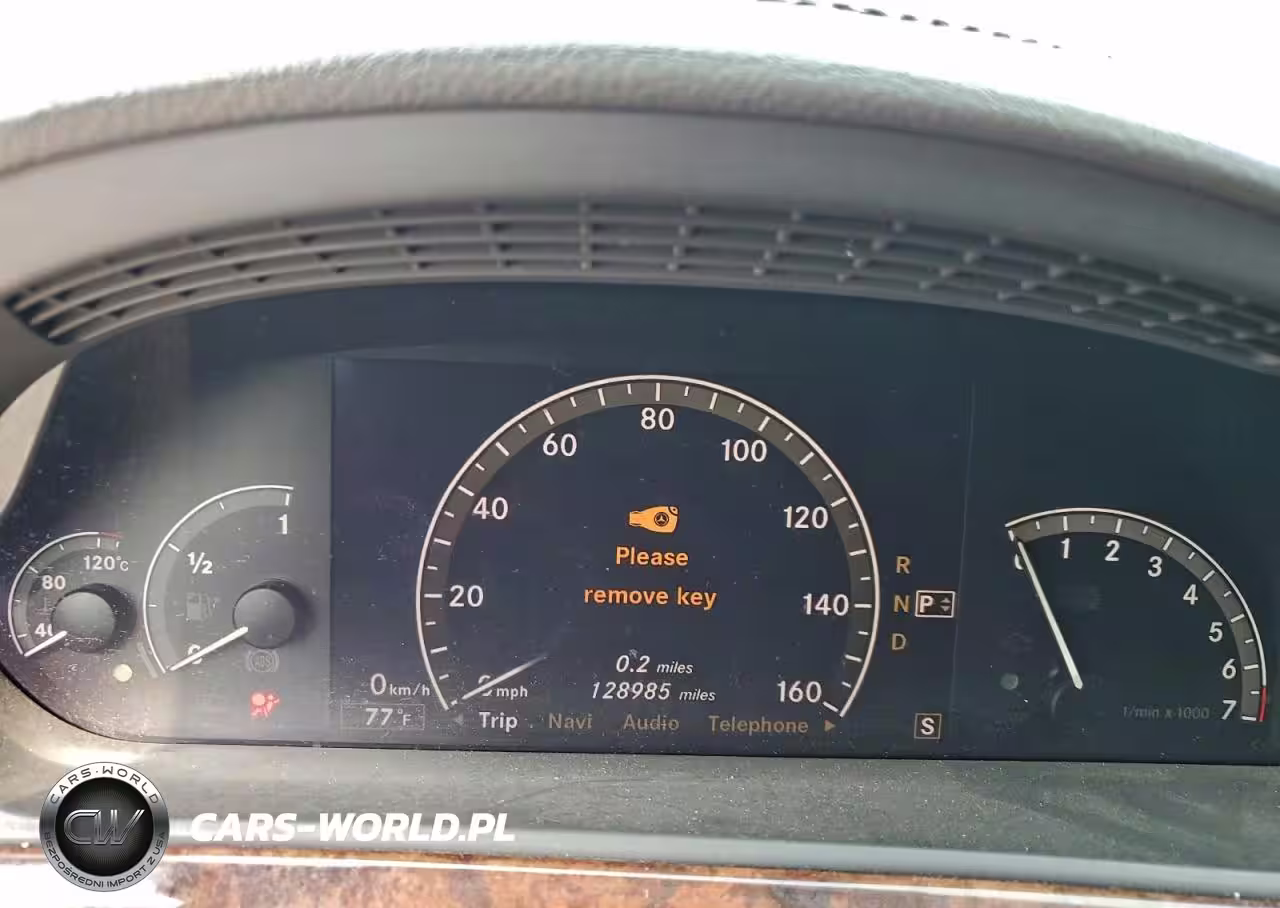 80
60
100
40
120
20
140
160
mph
Please
remove key
0.2 miles
128985 miles
0 km/h
77°F
Trip Navi Audio Telephone
R
N P
D
S
1
1/2
ABS
120°C
80
40
1
2
3
4
5
6
7
1/min x 1000
CARS-WORLD
CW
BEZPOŚREDNI IMPORT Z USA
CARS-WORLD.PL